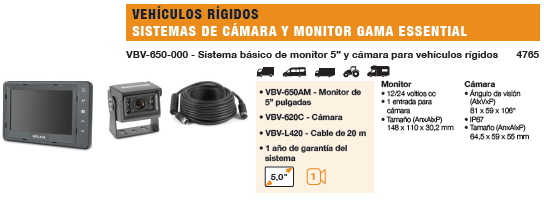 VEHÍCULOS RÍGIDOS
SISTEMAS DE CÁMARA Y MONITOR GAMA ESSENTIAL
VBV-650-000 - Sistema básico de monitor 5" y cámara para vehículos rígidos 4765
• VBV-650AM - Monitor de
5" pulgadas
• VBV-620C - Cámara
• VBV-L420 - Cable de 20 m
• 1 año de garantía del
sistema
5,0"
1
Monitor
• 12/24 voltios cc
• 1 entrada para
cámara
• Tamaño (AnxAlxP)
148 x 110 x 30,2 mm
Cámara
• Ángulo de visión
(AlxVxP)
81 x 59 x 106°
• IP67
• Tamaño (AnxAlxP)
64,5 x 59 x 55 mm